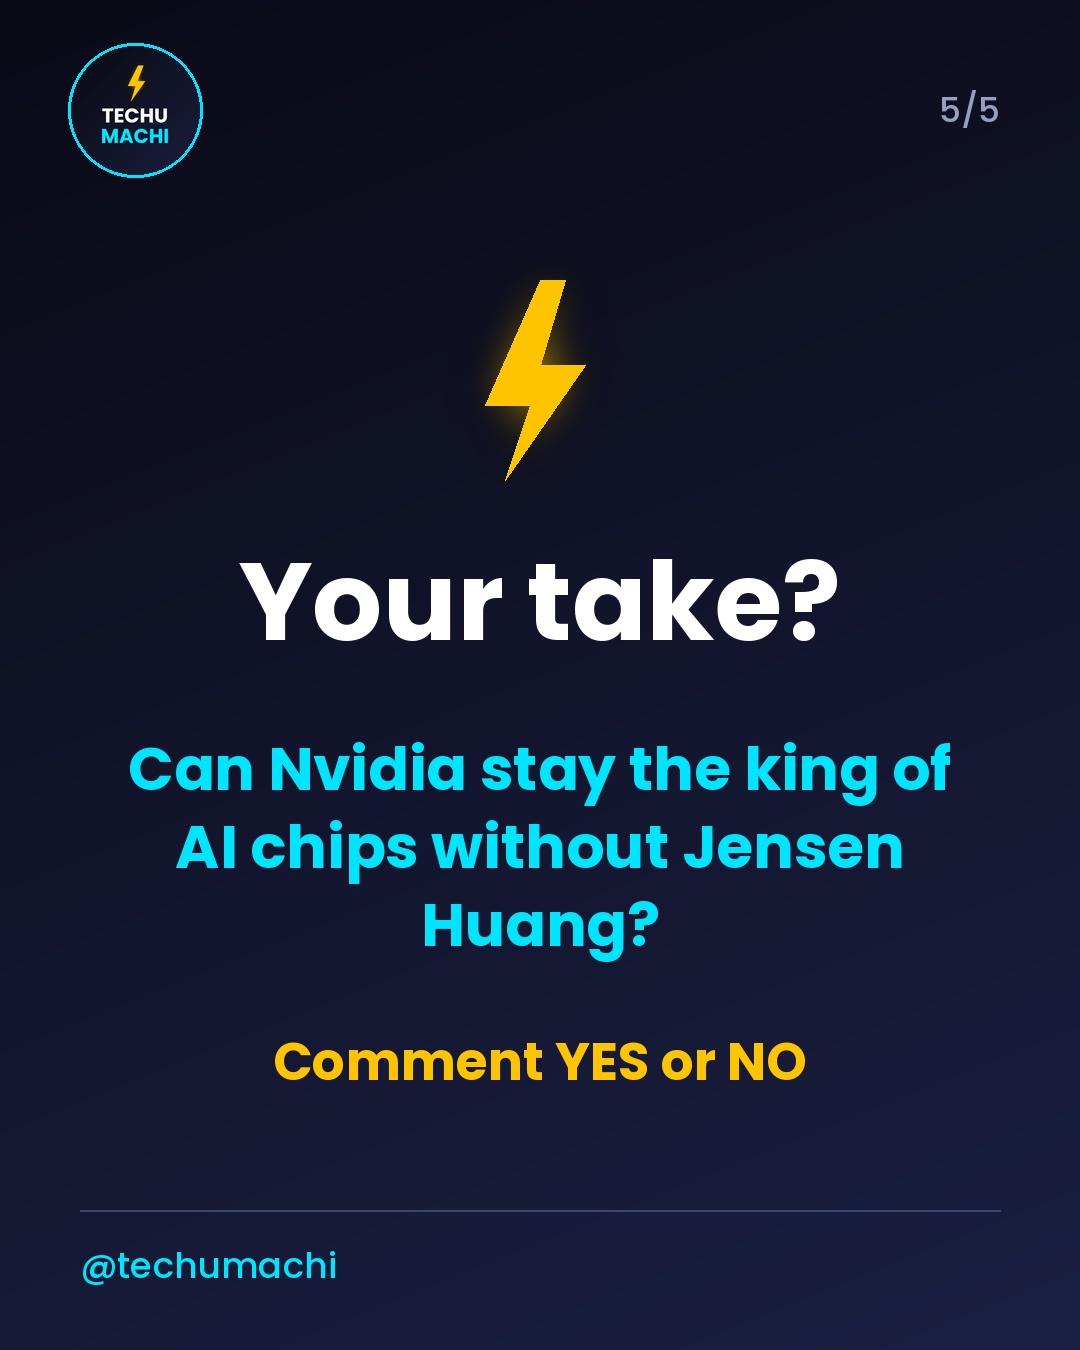 TECHU
MACHI
5/5
Your take?
Can Nvidia stay the king of
AI chips without Jensen
Huang?
Comment YES or NO
@techumachi